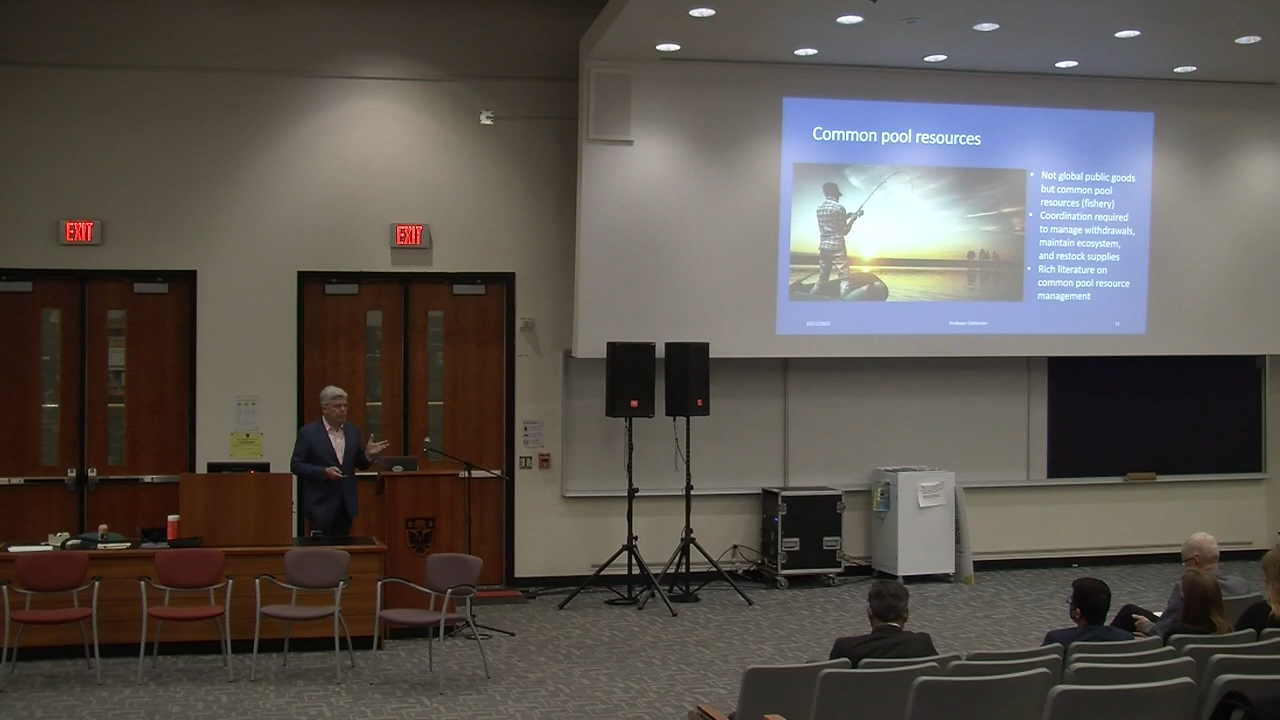 Common pool resources
• Not global public goods
but common pool
resources (fishery)
• Coordination required
to manage withdrawals,
maintain ecosystem,
and restock supplies
• Rich literature on
common pool resource
management
EXIT
EXIT